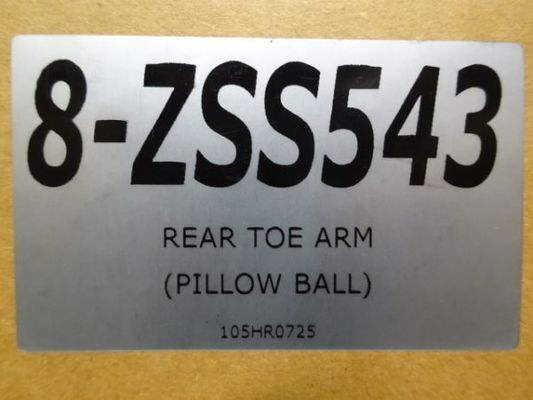 8-ZSS543
REAR TOE ARM
(PILLOW BALL)
105HR0725